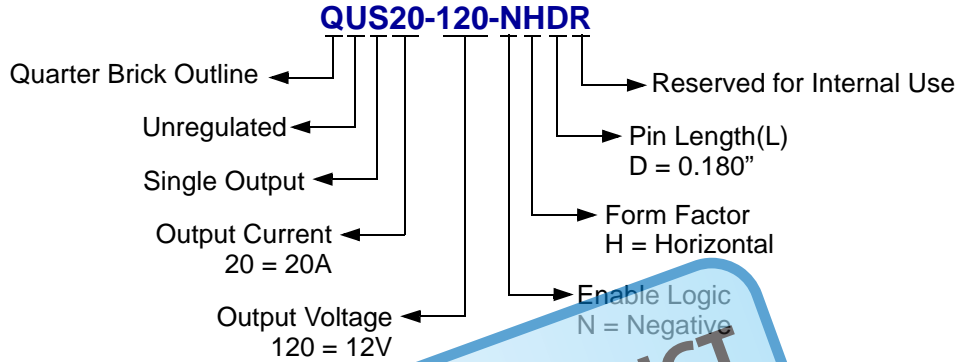 QUS20-120-NHDR
Quarter Brick Outline
Reserved for Internal Use
Unregulated
Pin Length(L)
D = 0.180”
Single Output
Form Factor
H = Horizontal
Output Current
20 = 20A
Enable Logic
N = Negative
Output Voltage
120 = 12V